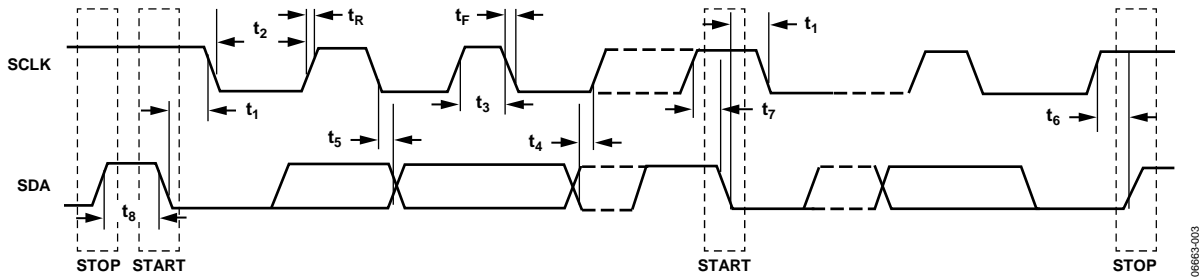 t2
tR
tF
t1
SCLK
t1
t3
t7
t6
t5
t4
SDA
t8
STOP
START
START
STOP
06663-003